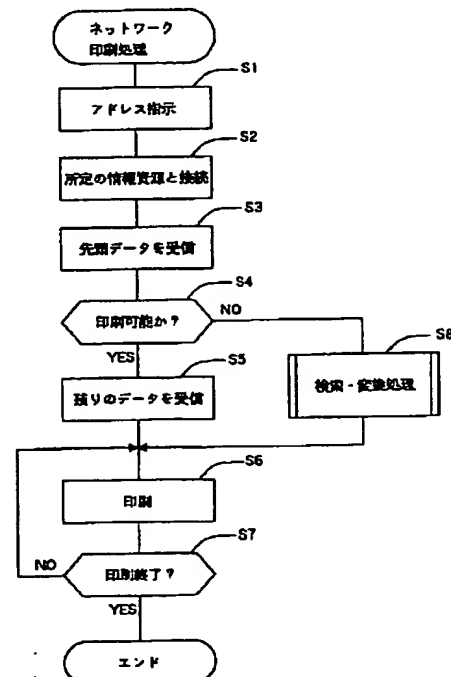 ネットワーク
印刷処理
S1
アドレス指示
S2
所定の情報資源と接続
S3
先頭データを受信
S4
印刷可能か?
NO
YES
S8
検索・変換処理
S5
残りのデータを受信
S6
印刷
S7
印刷終了?
NO
YES
エンド